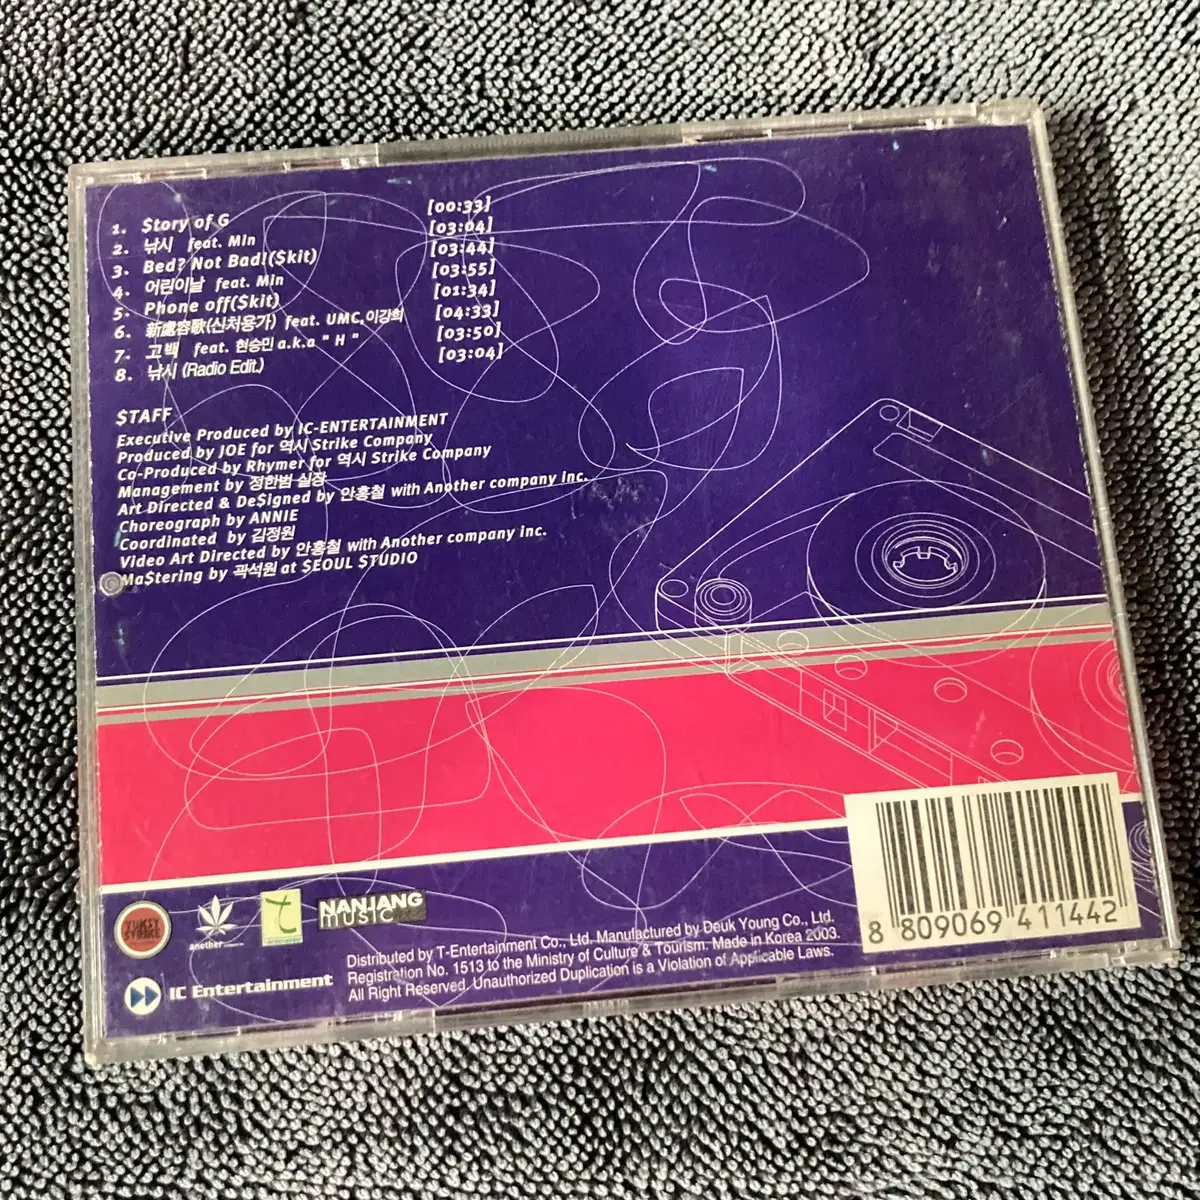 1. $tory of G [00:33]
2. 낚시 feat. Min [03:04]
3. Bed? Not Bad!($kit) [03:44]
4. 어린이날 feat. Min [03:55]
5. Phone off($kit) [01:34]
6. 新處容歌(신처용가) feat. UMC,이강희 [04:33]
7. 고백 feat. 현승민 a.k.a " H " [03:50]
8. 낚시 (Radio Edit.) [03:04]
$TAFF
Executive Produced by IC-ENTERTAINMENT
Produced by JOE for 역시 Strike Company
Co-Produced by Rhymer for 역시 Strike Company
Management by 정한범 실장
Art Directed & De$igned by 안홍철 with Another company inc.
Choreograph by ANNIE
Coordinated by 김정원
Video Art Directed by 안홍철 with Another company inc.
Ma$tering by 곽석원 at $EOUL $TUDIO
8 809069 411442
YUKSY STRIKE
another
t
NANJANG
MUSIC
IC Entertainment
Distributed by T-Entertainment Co., Ltd. Manufactured by Deuk Young Co., Ltd.
Registration No. 1513 to the Ministry of Culture & Tourism. Made in Korea 2003.
All Right Reserved. Unauthorized Duplication is a Violation of Applicable Laws.